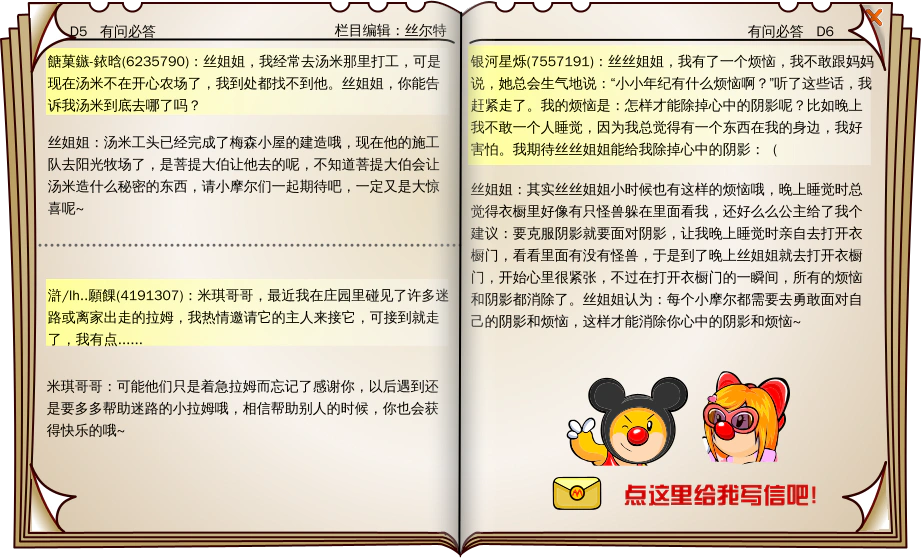 D5 有问必答
栏目编辑：丝尔特
餹菓鏃-銥晗(6235790)：丝姐姐，我经常去汤米那里打工，可是
现在汤米不在开心农场了，我到处都找不到他。丝姐姐，你能告
诉我汤米到底去哪了吗？
丝姐姐：汤米工头已经完成了梅森小屋的建造哦，现在他的施工
队去阳光牧场了，是菩提大伯让他去的呢，不知道菩提大伯会让
汤米造什么秘密的东西，请小摩尔们一起期待吧，一定又是大惊
喜呢~
滸/lh..願餜(4191307)：米琪哥哥，最近我在庄园里碰见了许多迷
路或离家出走的拉姆，我热情邀请它的主人来接它，可接到就走
了，我有点......
米琪哥哥：可能他们只是着急拉姆而忘记了感谢你，以后遇到还
是要多多帮助迷路的小拉姆哦，相信帮助别人的时候，你也会获
得快乐的哦~
有问必答 D6
银河星烁(7557191)：丝丝姐姐，我有了一个烦恼，我不敢跟妈妈
说，她总会生气地说：“小小年纪有什么烦恼啊？”听了这些话，我
赶紧走了。我的烦恼是：怎样才能除掉心中的阴影呢？比如晚上
我不敢一个人睡觉，因为我总觉得有一个东西在我的身边，我好
害怕。我期待丝丝姐姐能给我除掉心中的阴影：（
丝姐姐：其实丝丝姐姐小时候也有这样的烦恼哦，晚上睡觉时总
觉得衣橱里好像有只怪兽躲在里面看我，还好么么公主给了我个
建议：要克服阴影就要面对阴影，让我晚上睡觉时亲自去打开衣
橱门，看看里面有没有怪兽，于是到了晚上丝姐姐就去打开衣橱
门，开始心里很紧张，不过在打开衣橱门的一瞬间，所有的烦恼
和阴影都消除了。丝姐姐认为：每个小摩尔都需要去勇敢面对自
己的阴影和烦恼，这样才能消除你心中的阴影和烦恼~
点这里给我写信吧！